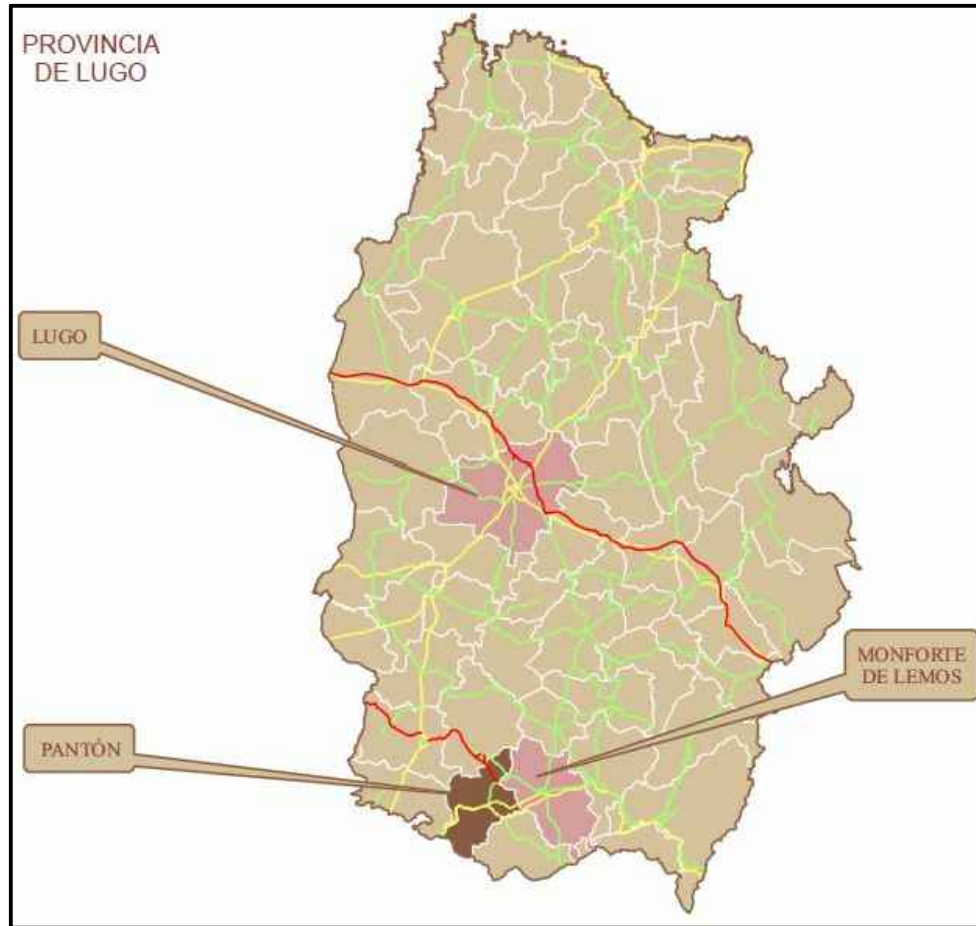 PROVINCIA
DE LUGO
LUGO
MONFORTE
DE LEMOS
PANTÓN